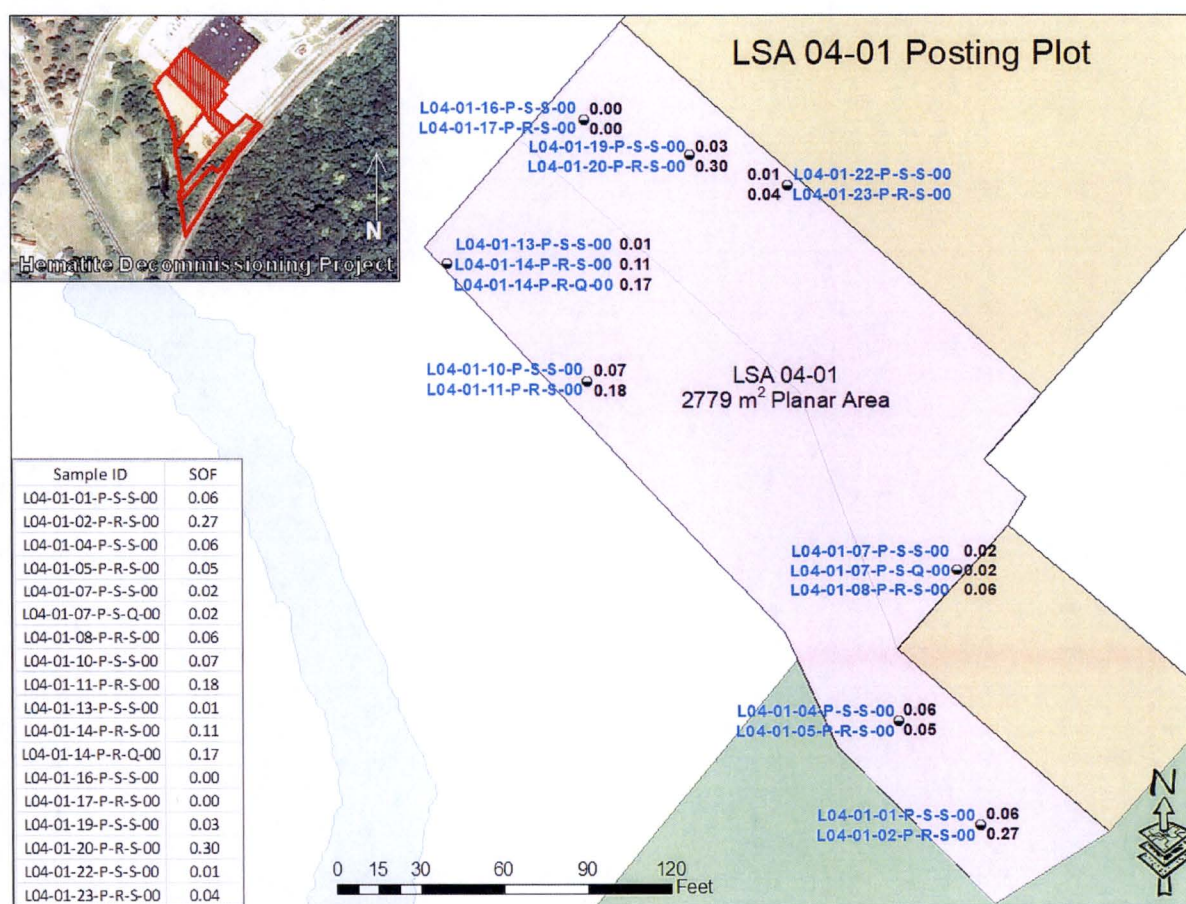 LSA 04-01 Posting Plot
N
Hematite Decommissioning Project
L04-01-16-P-S-S-00 0.00
L04-01-17-P-R-S-00 0.00
L04-01-19-P-S-S-00 0.03
L04-01-20-P-R-S-00 0.30
0.01 L04-01-22-P-S-S-00
0.04 L04-01-23-P-R-S-00
L04-01-13-P-S-S-00 0.01
L04-01-14-P-R-S-00 0.11
L04-01-14-P-R-Q-00 0.17
L04-01-10-P-S-S-00 0.07
L04-01-11-P-R-S-00 0.18
LSA 04-01
2779 m² Planar Area
L04-01-07-P-S-S-00 0.02
L04-01-07-P-S-Q-00 0.02
L04-01-08-P-R-S-00 0.06
L04-01-04-P-S-S-00 0.06
L04-01-05-P-R-S-00 0.05
L04-01-01-P-S-S-00 0.06
L04-01-02-P-R-S-00 0.27
Sample ID SOF
L04-01-01-P-S-S-00 0.06
L04-01-02-P-R-S-00 0.27
L04-01-04-P-S-S-00 0.06
L04-01-05-P-R-S-00 0.05
L04-01-07-P-S-S-00 0.02
L04-01-07-P-S-Q-00 0.02
L04-01-08-P-R-S-00 0.06
L04-01-10-P-S-S-00 0.07
L04-01-11-P-R-S-00 0.18
L04-01-13-P-S-S-00 0.01
L04-01-14-P-R-S-00 0.11
L04-01-14-P-R-Q-00 0.17
L04-01-16-P-S-S-00 0.00
L04-01-17-P-R-S-00 0.00
L04-01-19-P-S-S-00 0.03
L04-01-20-P-R-S-00 0.30
L04-01-22-P-S-S-00 0.01
L04-01-23-P-R-S-00 0.04
0 15 30 60 90 120
Feet
N